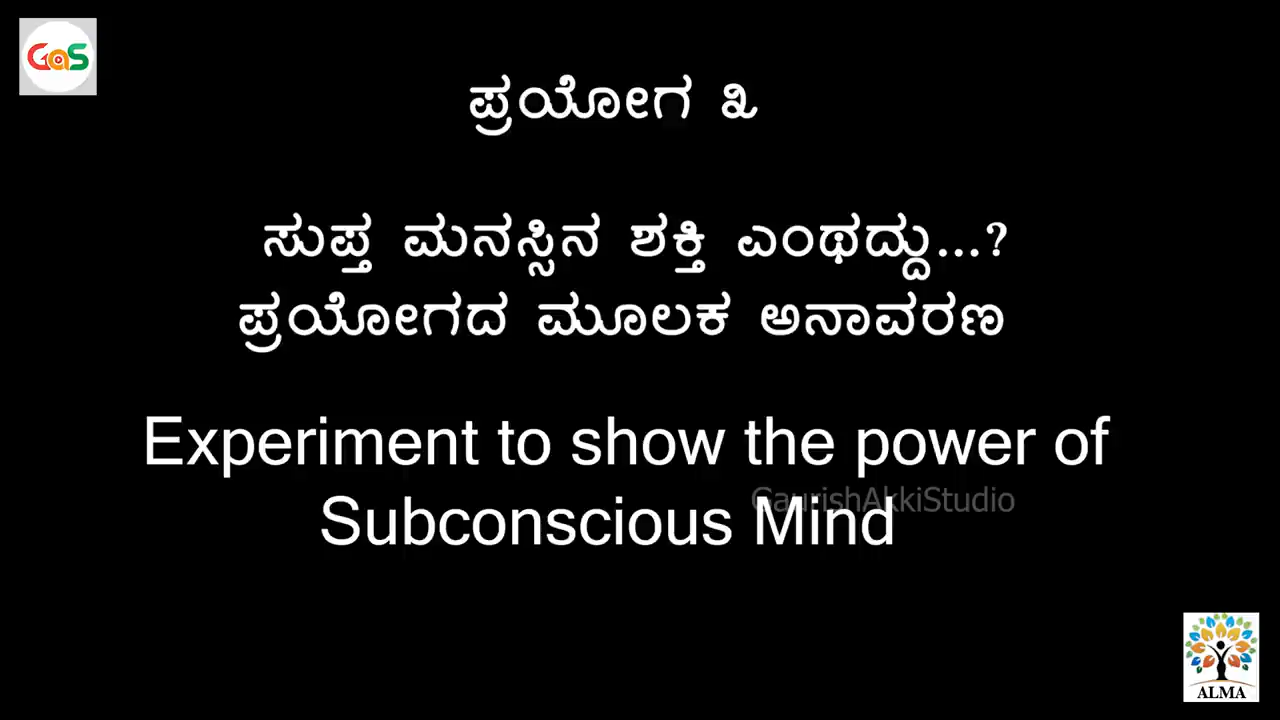 GaS
ಪ್ರಯೋಗ ೩
ಸುಪ್ತ ಮನಸ್ಸಿನ ಶಕ್ತಿ ಎಂಥದ್ದು...?
ಪ್ರಯೋಗದ ಮೂಲಕ ಅನಾವರಣ
Experiment to show the power of
GaurishAkkiStudio
Subconscious Mind
ALMA